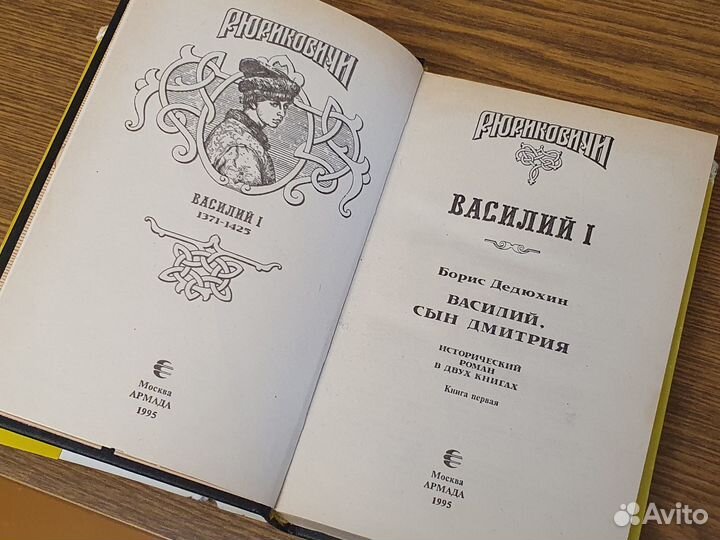 РЮРИКОВИЧИ
ВАСИЛИЙ I
1371-1425
Москва
АРМАДА
1995
РЮРИКОВИЧИ
ВАСИЛИЙ I
Борис Дедюхин
ВАСИЛИЙ,
СЫН ДМИТРИЯ
ИСТОРИЧЕСКИЙ
РОМАН
В ДВУХ КНИГАХ
Книга первая
Москва
АРМАДА
1995
Avito